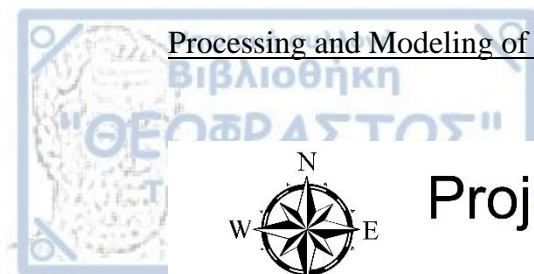 Processing and Modeling of
Βιβλιοθήκη
"ΘΕΟΦΡΑΣΤΟΣ"
N
W E
Proj